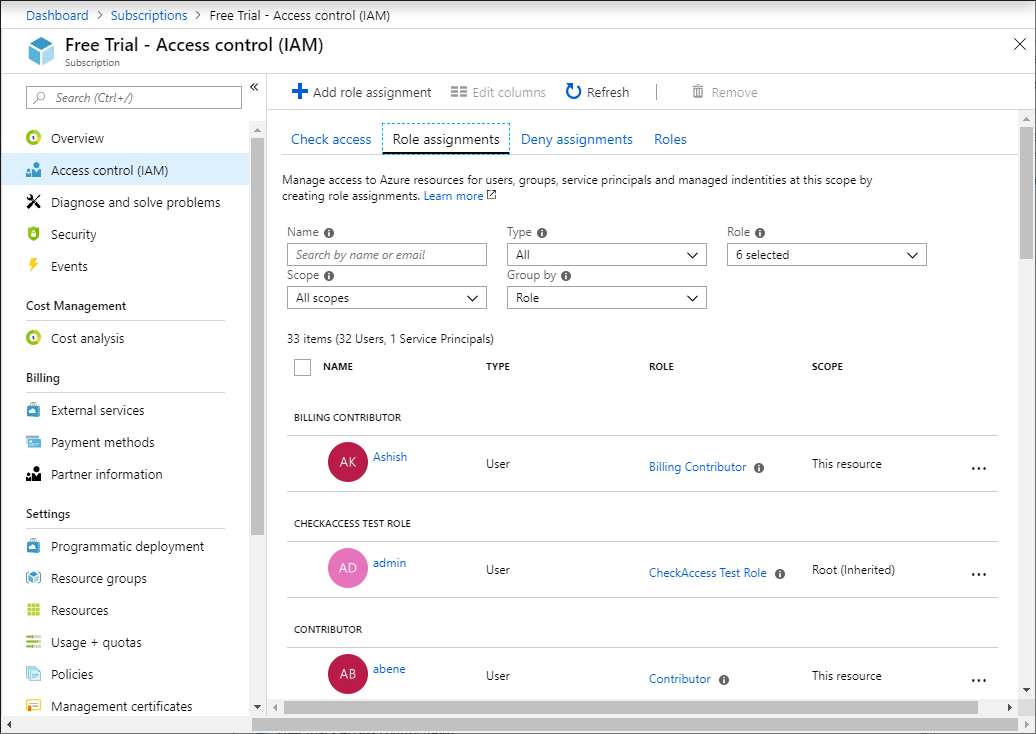 Dashboard > Subscriptions > Free Trial - Access control (IAM)
Free Trial - Access control (IAM)
Subscription
Search (Ctrl+/)
«
Overview
Access control (IAM)
Diagnose and solve problems
Security
Events
Cost Management
Cost analysis
Billing
External services
Payment methods
Partner information
Settings
Programmatic deployment
Resource groups
Resources
Usage + quotas
Policies
Management certificates
Add role assignment Edit columns Refresh Remove
Check access Role assignments Deny assignments Roles
Manage access to Azure resources for users, groups, service principals and managed indentities at this scope by
creating role assignments. Learn more
Name Type Role
Search by name or email All 6 selected
Scope Group by
All scopes Role
33 items (32 Users, 1 Service Principals)
NAME TYPE ROLE SCOPE
BILLING CONTRIBUTOR
AK Ashish User Billing Contributor This resource ...
CHECKACCESS TEST ROLE
AD admin User CheckAccess Test Role Root (Inherited) ...
CONTRIBUTOR
AB abene User Contributor This resource ...